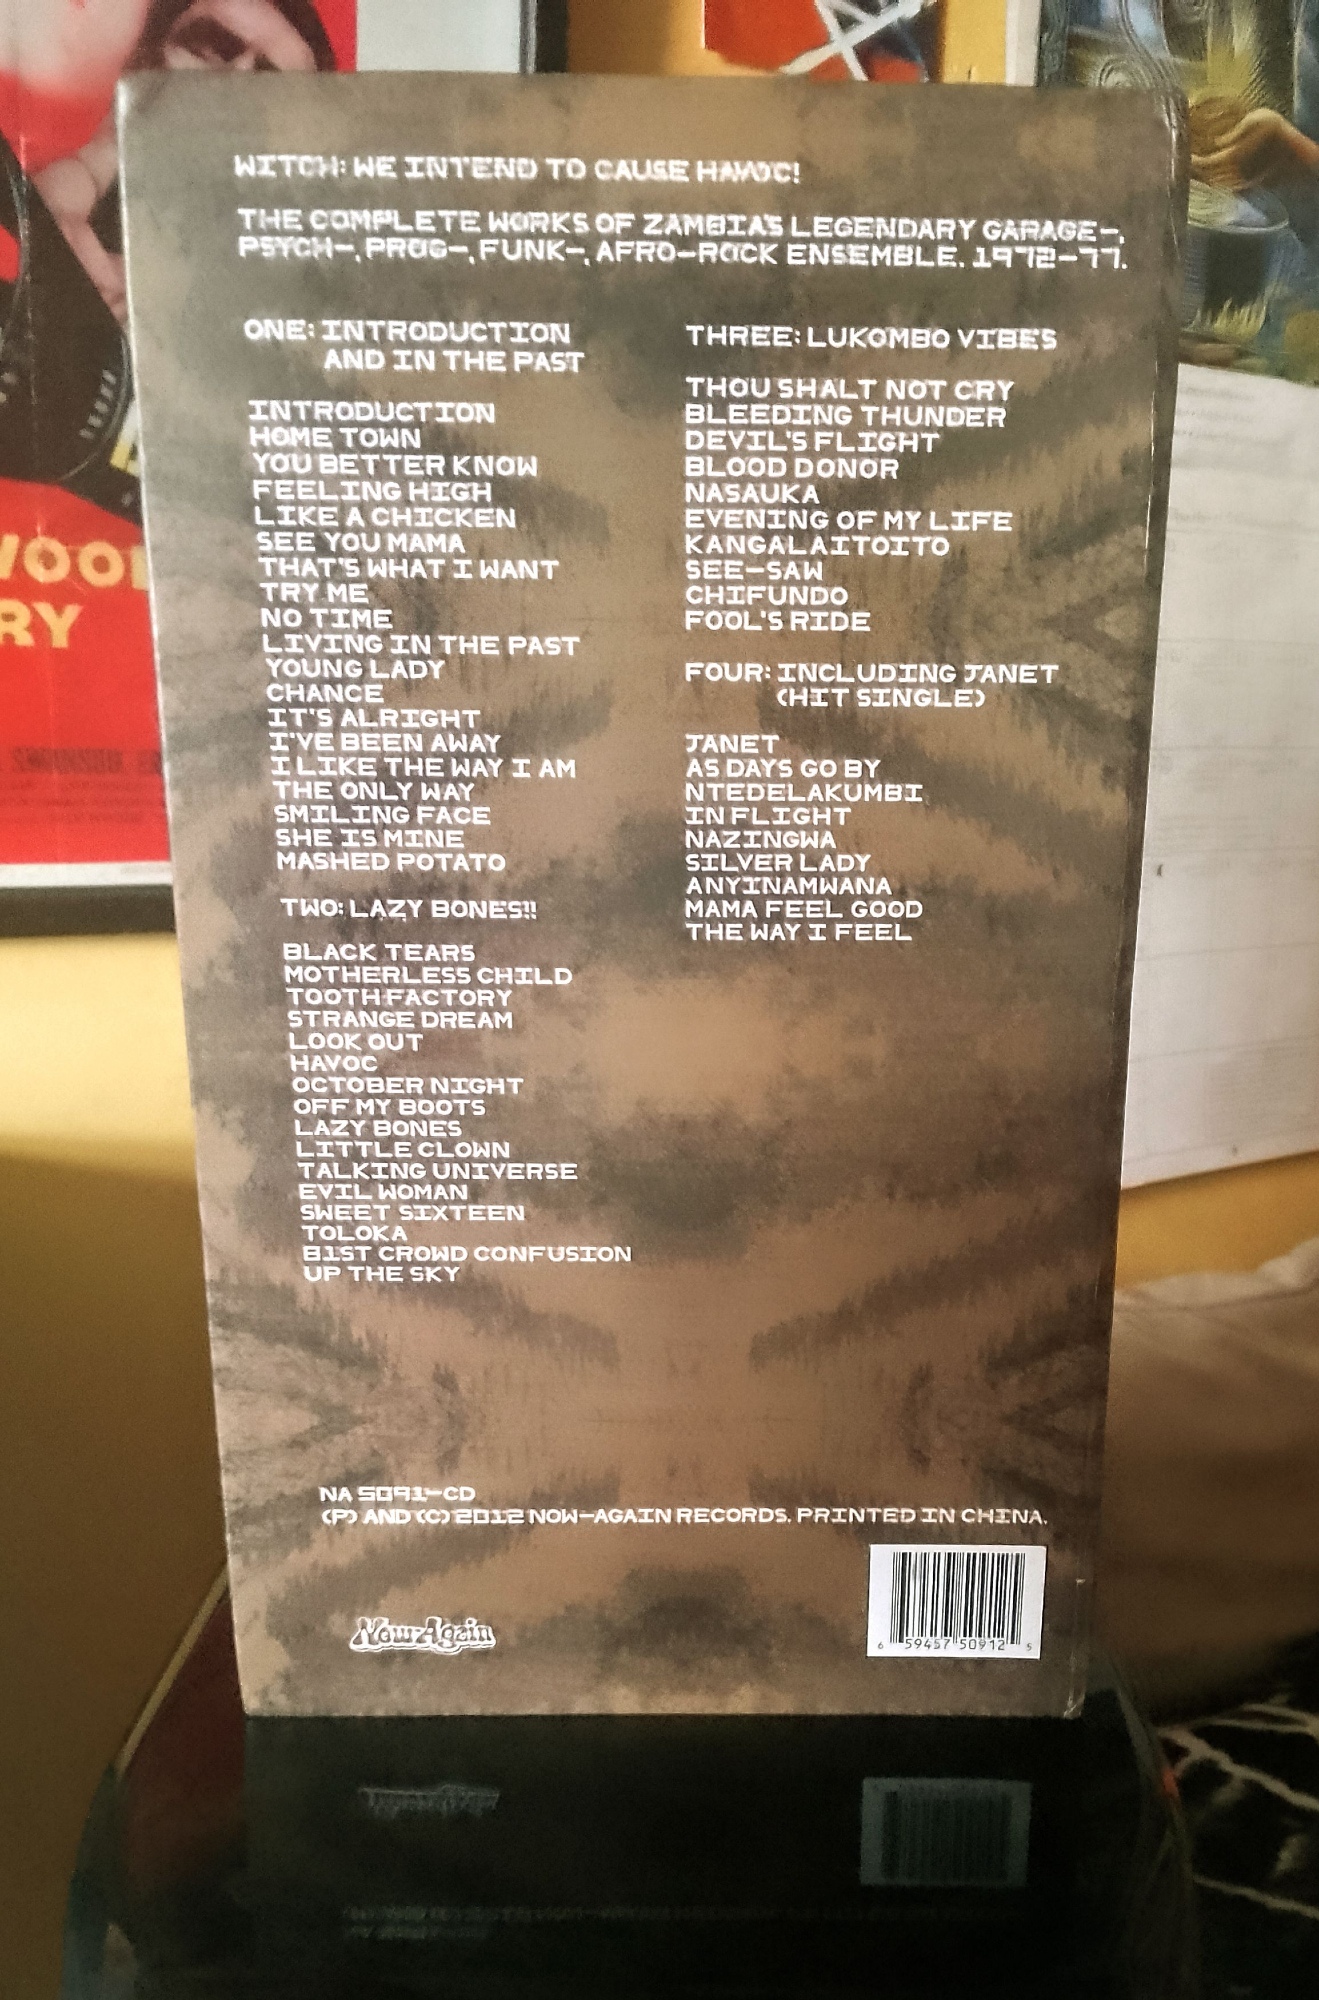 WITCH: WE INTEND TO CAUSE HAVOC!
THE COMPLETE WORKS OF ZAMBIA'S LEGENDARY GARAGE-,
PSYCH-, PROG-, FUNK-, AFRO-ROCK ENSEMBLE. 1972-77.
ONE: INTRODUCTION
AND IN THE PAST
INTRODUCTION
HOME TOWN
YOU BETTER KNOW
FEELING HIGH
LIKE A CHICKEN
SEE YOU MAMA
THAT'S WHAT I WANT
TRY ME
NO TIME
LIVING IN THE PAST
YOUNG LADY
CHANCE
IT'S ALRIGHT
I'VE BEEN AWAY
I LIKE THE WAY I AM
THE ONLY WAY
SMILING FACE
SHE IS MINE
MASHED POTATO
TWO: LAZY BONES!!
BLACK TEARS
MOTHERLESS CHILD
TOOTH FACTORY
STRANGE DREAM
LOOK OUT
HAVOC
OCTOBER NIGHT
OFF MY BOOTS
LAZY BONES
LITTLE CLOWN
TALKING UNIVERSE
EVIL WOMAN
SWEET SIXTEEN
TOLOKA
81ST CROWD CONFUSION
UP THE SKY
THREE: LUKOMBO VIBES
THOU SHALT NOT CRY
BLEEDING THUNDER
DEVIL'S FLIGHT
BLOOD DONOR
NASAUKA
EVENING OF MY LIFE
KANGALAITOITO
SEE-SAW
CHIFUNDO
FOOL'S RIDE
FOUR: INCLUDING JANET
(HIT SINGLE)
JANET
AS DAYS GO BY
NTEDELAKUMBI
IN FLIGHT
NAZINGWA
SILVER LADY
ANYINAMWANA
MAMA FEEL GOOD
THE WAY I FEEL
NA 5091-CD
(P) AND (C) 2012 NOW-AGAIN RECORDS. PRINTED IN CHINA.
Now-Again
6 59457 50912 5
WOO
RY